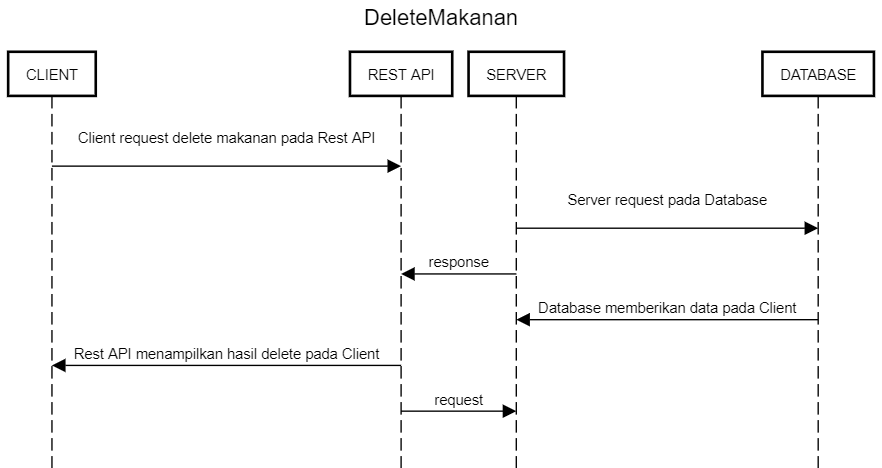 DeleteMakanan
CLIENT
REST API
SERVER
DATABASE
Client request delete makanan pada Rest API
Server request pada Database
response
Database memberikan data pada Client
Rest API menampilkan hasil delete pada Client
request